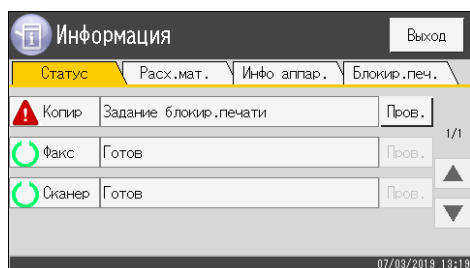 Информация Выход
Статус Расх.мат. Инфо аппар. Блокир.печ.
Копир Задание блокир.печати Пров.
1/1
Факс Готов Пров.
Сканер Готов Пров.
07/03/2019 13:19